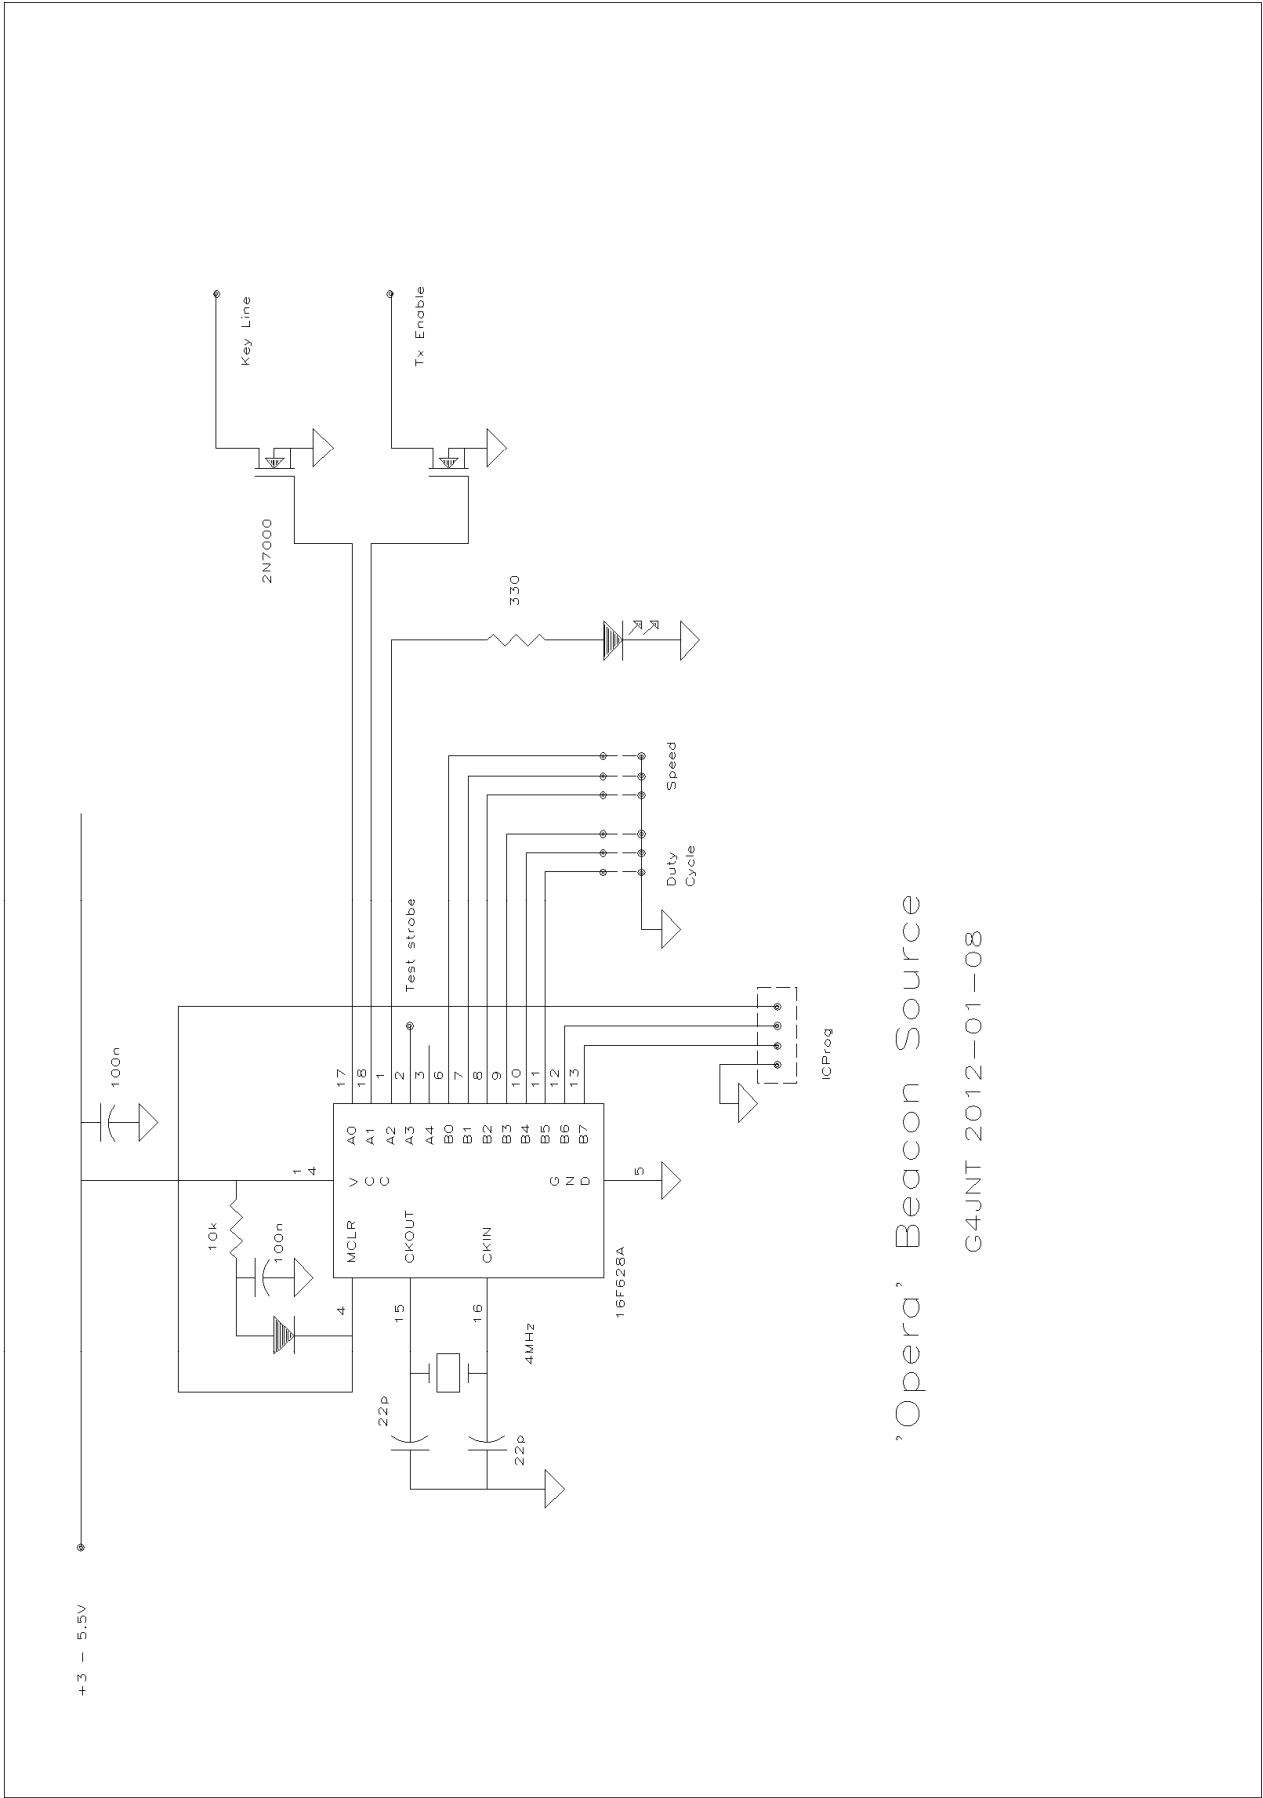 +3 - 5.5V
100n
10k
100n
1 4
VCC
MCLR
CKOUT
CKIN
GND
4
15
16
5
A0
A1
A2
A3
A4
B0
B1
B2
B3
B4
B5
B6
B7
17
18
1
2
3
6
7
8
9
10
11
12
13
Test strobe
2N7000
Key Line
Tx Enable
330
Speed
Duty
Cycle
ICProg
22p
22p
4MHz
16F628A
'Opera' Beacon Source
G4JNT 2012-01-08